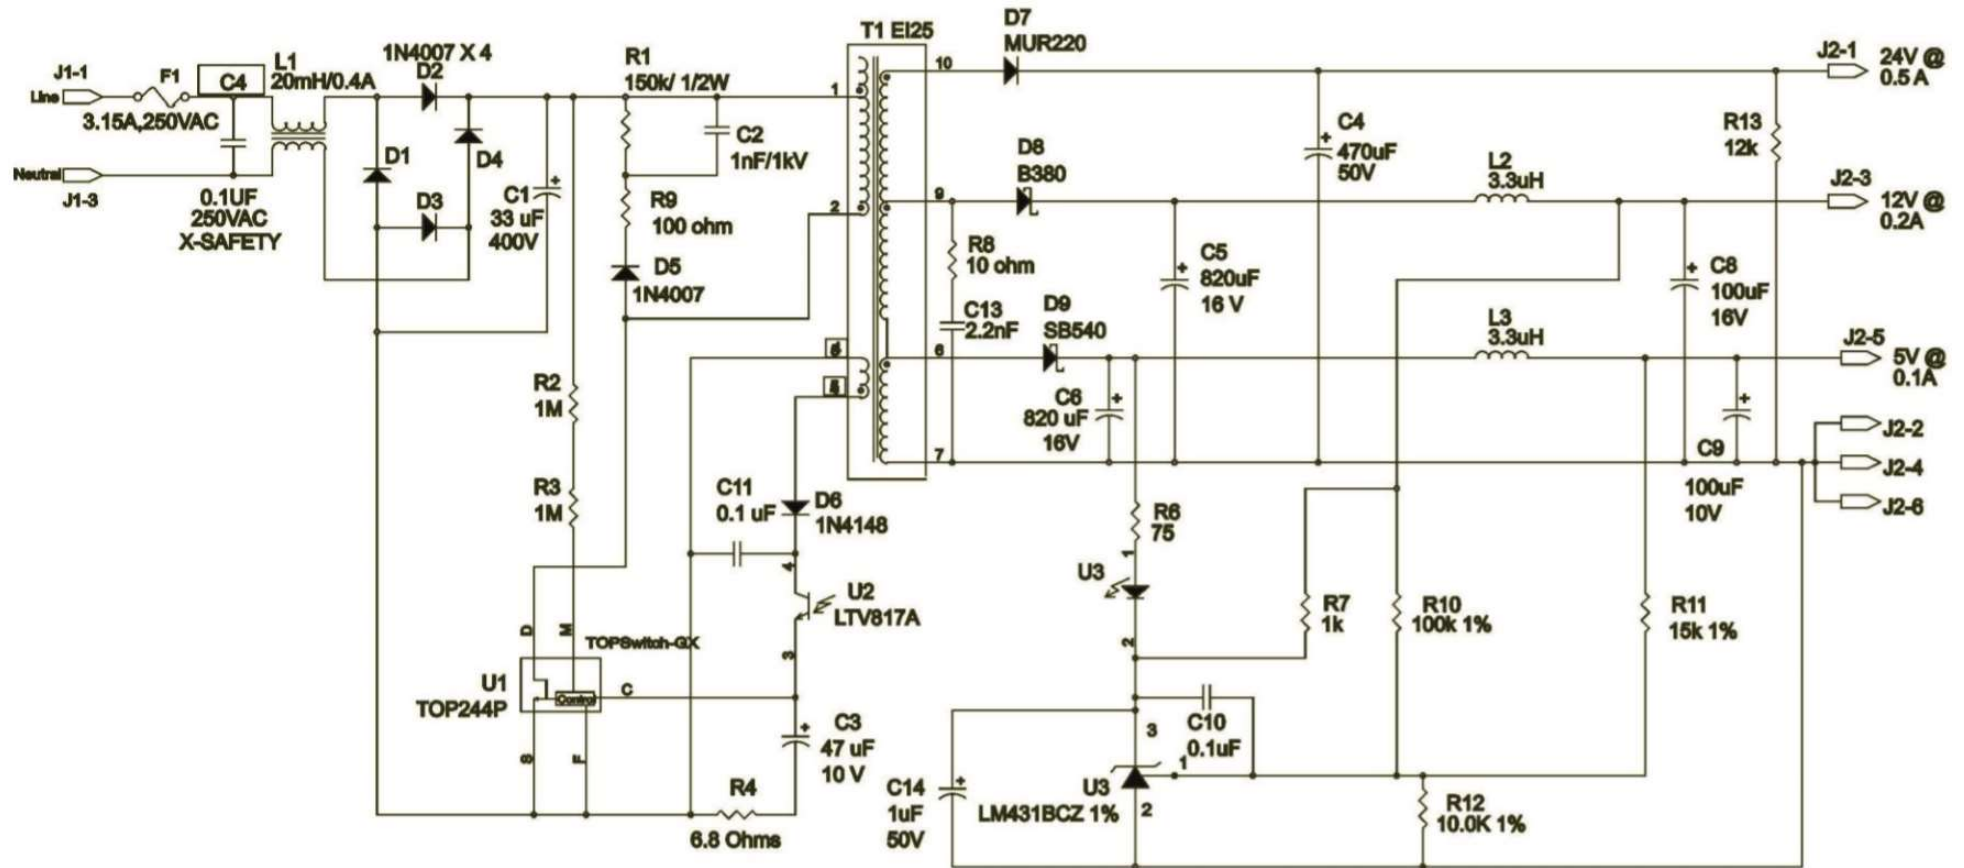 J1-1
Line
F1
3.15A,250VAC
C4
L1
20mH/0.4A
1N4007 X 4
D2
R1
150k/ 1/2W
T1 EI25
D7
MUR220
J2-1
24V @
0.5 A
Neutral
J1-3
0.1UF
250VAC
X-SAFETY
D1
D4
D3
C1
33 uF
400V
C2
1nF/1kV
R9
100 ohm
D5
1N4007
1
2
10
9
6
7
D8
B380
C4
470uF
50V
R13
12k
L2
3.3uH
J2-3
12V @
0.2A
R8
10 ohm
C13
2.2nF
C5
820uF
16 V
D9
SB540
C8
100uF
16V
L3
3.3uH
J2-5
5V @
0.1A
C6
820 uF
16V
R2
1M
R3
1M
C9
100uF
10V
J2-2
J2-4
J2-6
C11
0.1 uF
D6
1N4148
4
U2
LTV817A
3
R6
75
1
U3
2
R7
1k
R10
100k 1%
R11
15k 1%
D
M
TOPSwitch-GX
U1
TOP244P
Control
C
S
F
C3
47 uF
10 V
R4
6.8 Ohms
C10
0.1uF
3
1
U3
LM431BCZ 1%
2
C14
1uF
50V
R12
10.0K 1%